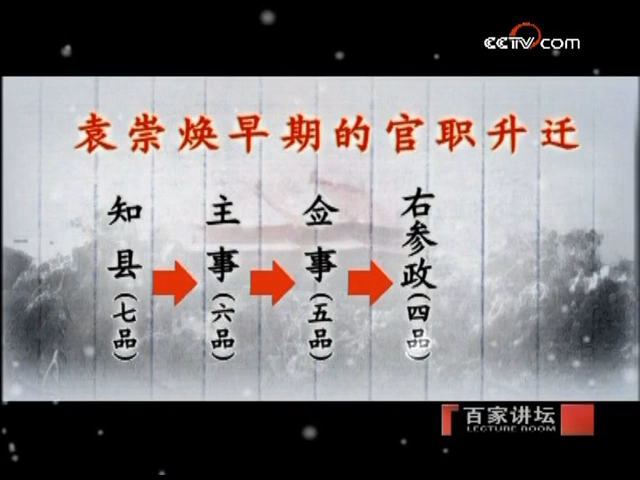 CCTV.com
袁崇焕早期的官职升迁
知县(七品)
主事(六品)
佥事(五品)
右参政(四品)
百家讲坛
LECTURE ROOM